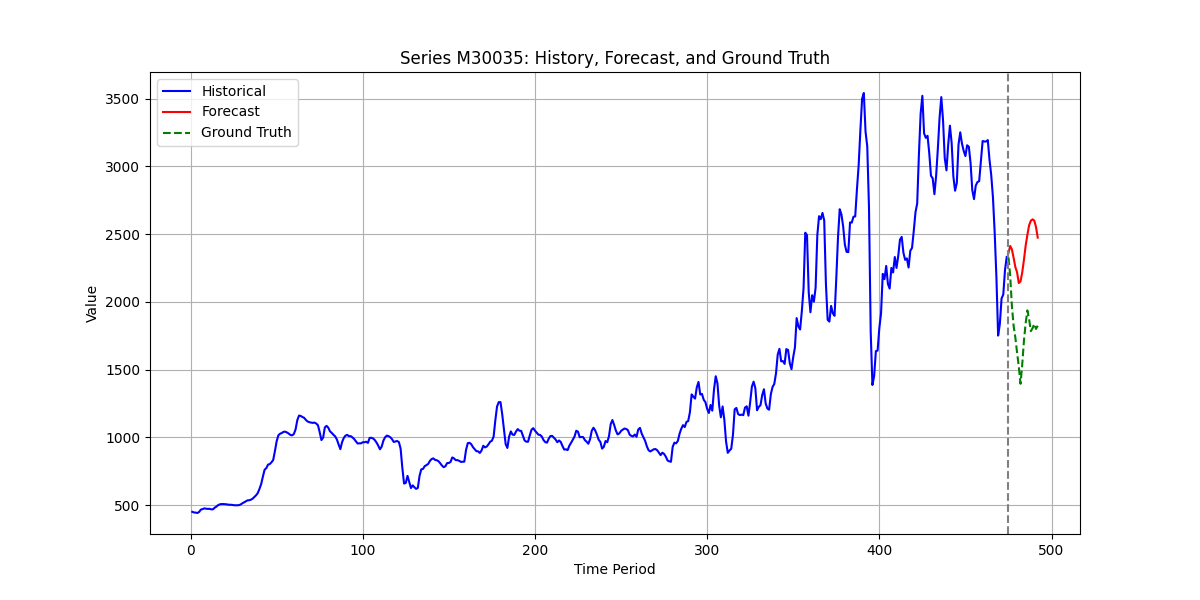 Series M30035: History, Forecast, and Ground Truth
Historical
Forecast
Ground Truth
Value
3500
3000
2500
2000
1500
1000
500
0 100 200 300 400 500
Time Period